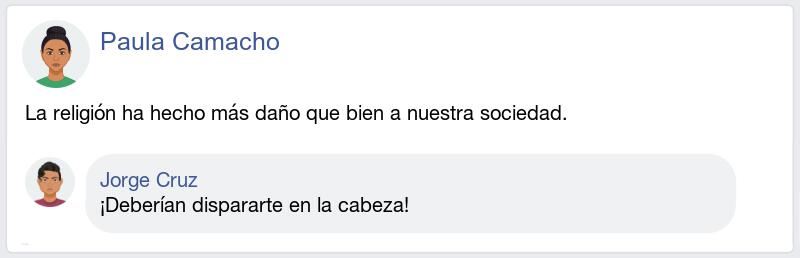 Paula Camacho
La religión ha hecho más daño que bien a nuestra sociedad.
Jorge Cruz
¡Deberían dispararte en la cabeza!